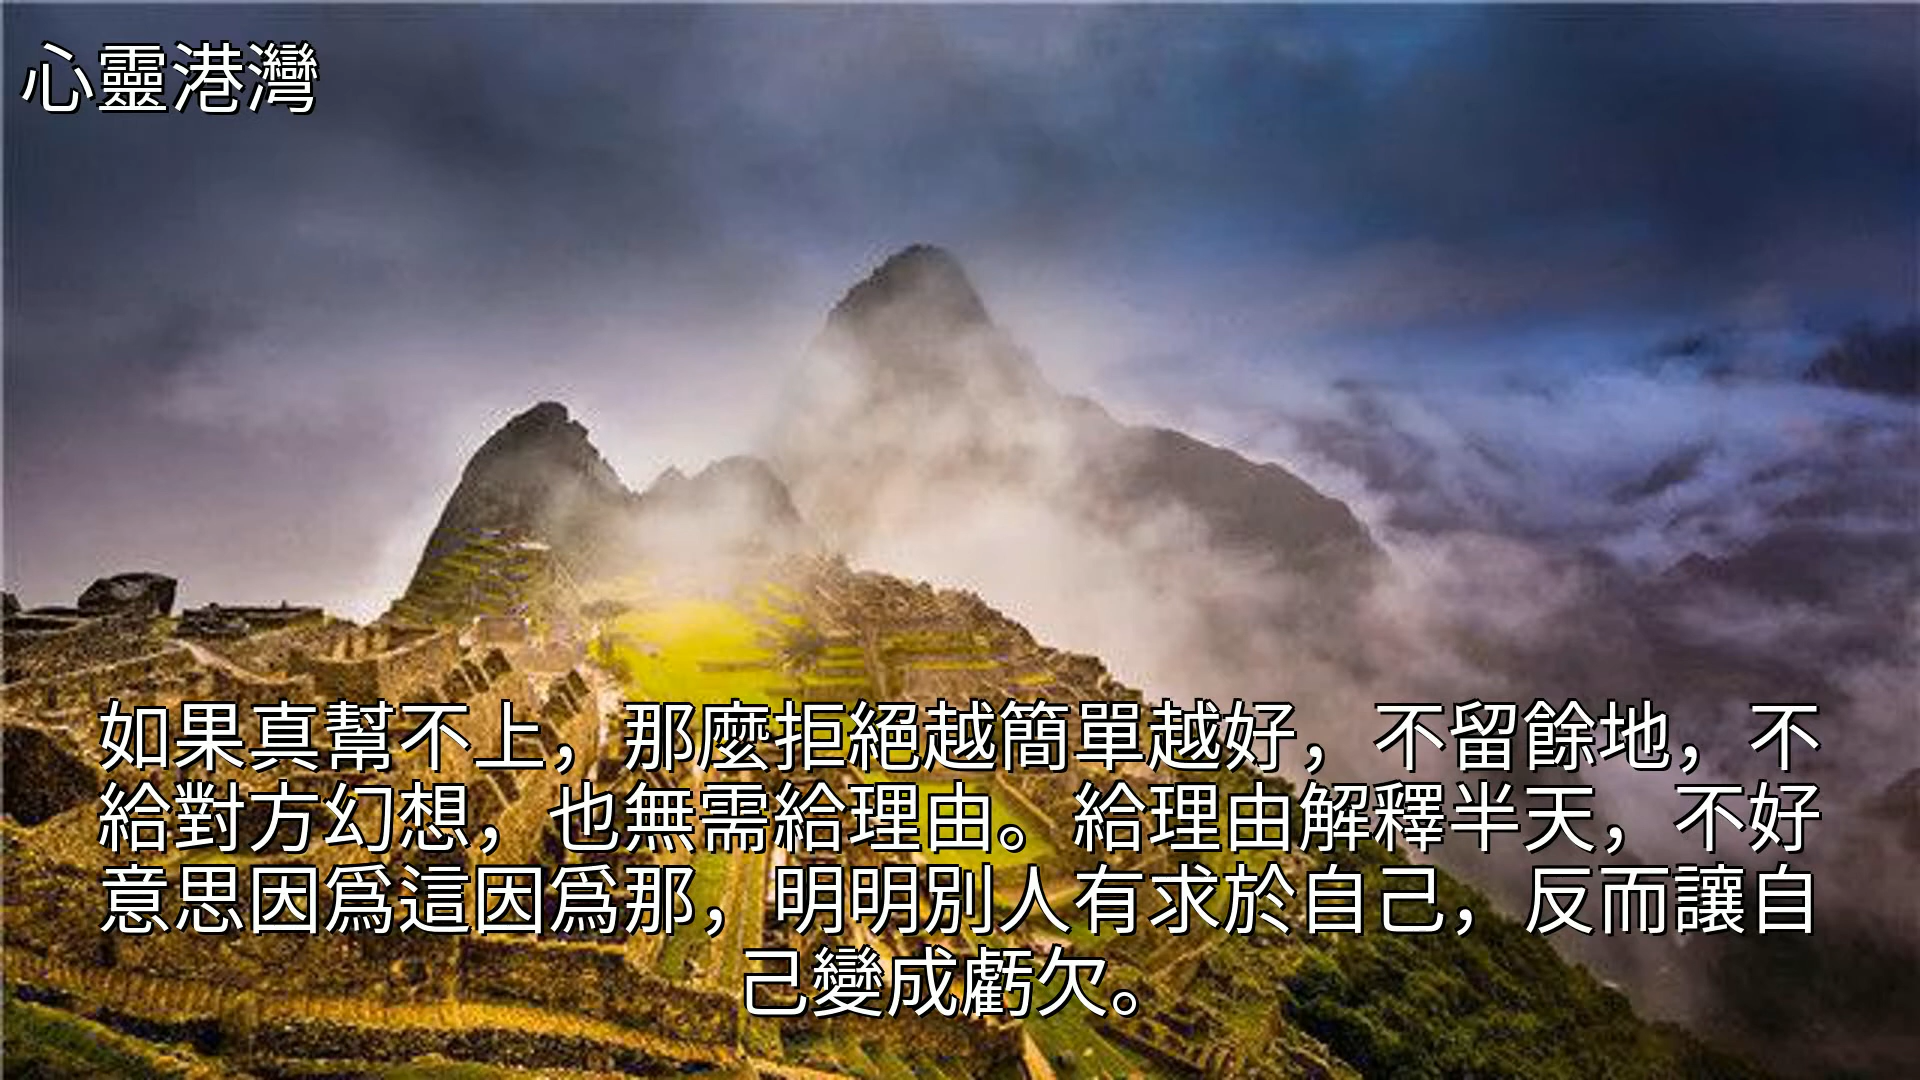 心靈港灣
如果真幫不上，那麼拒絕越簡單越好，不留餘地，不
給對方幻想，也無需給理由。給理由解釋半天，不好
意思因爲這因爲那，明明別人有求於自己，反而讓自
己變成虧欠。